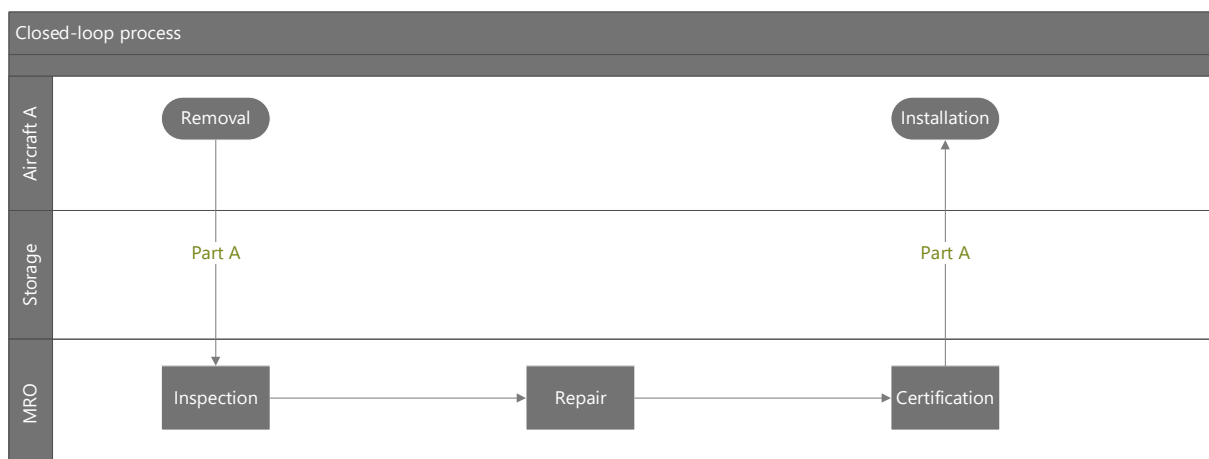 Closed-loop process
Aircraft A
Removal
Installation
Storage
Part A
Part A
MRO
Inspection
Repair
Certification